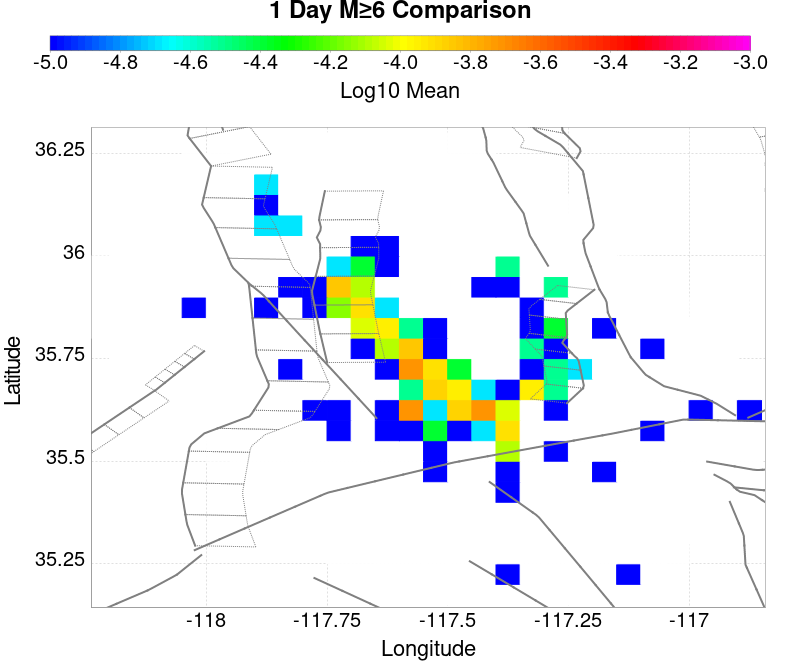 1 Day M≥6 Comparison
-5.0 -4.8 -4.6 -4.4 -4.2 -4.0 -3.8 -3.6 -3.4 -3.2 -3.0
Log10 Mean
36.25
36
35.75
35.5
35.25
Latitude
-118 -117.75 -117.5 -117.25 -117
Longitude